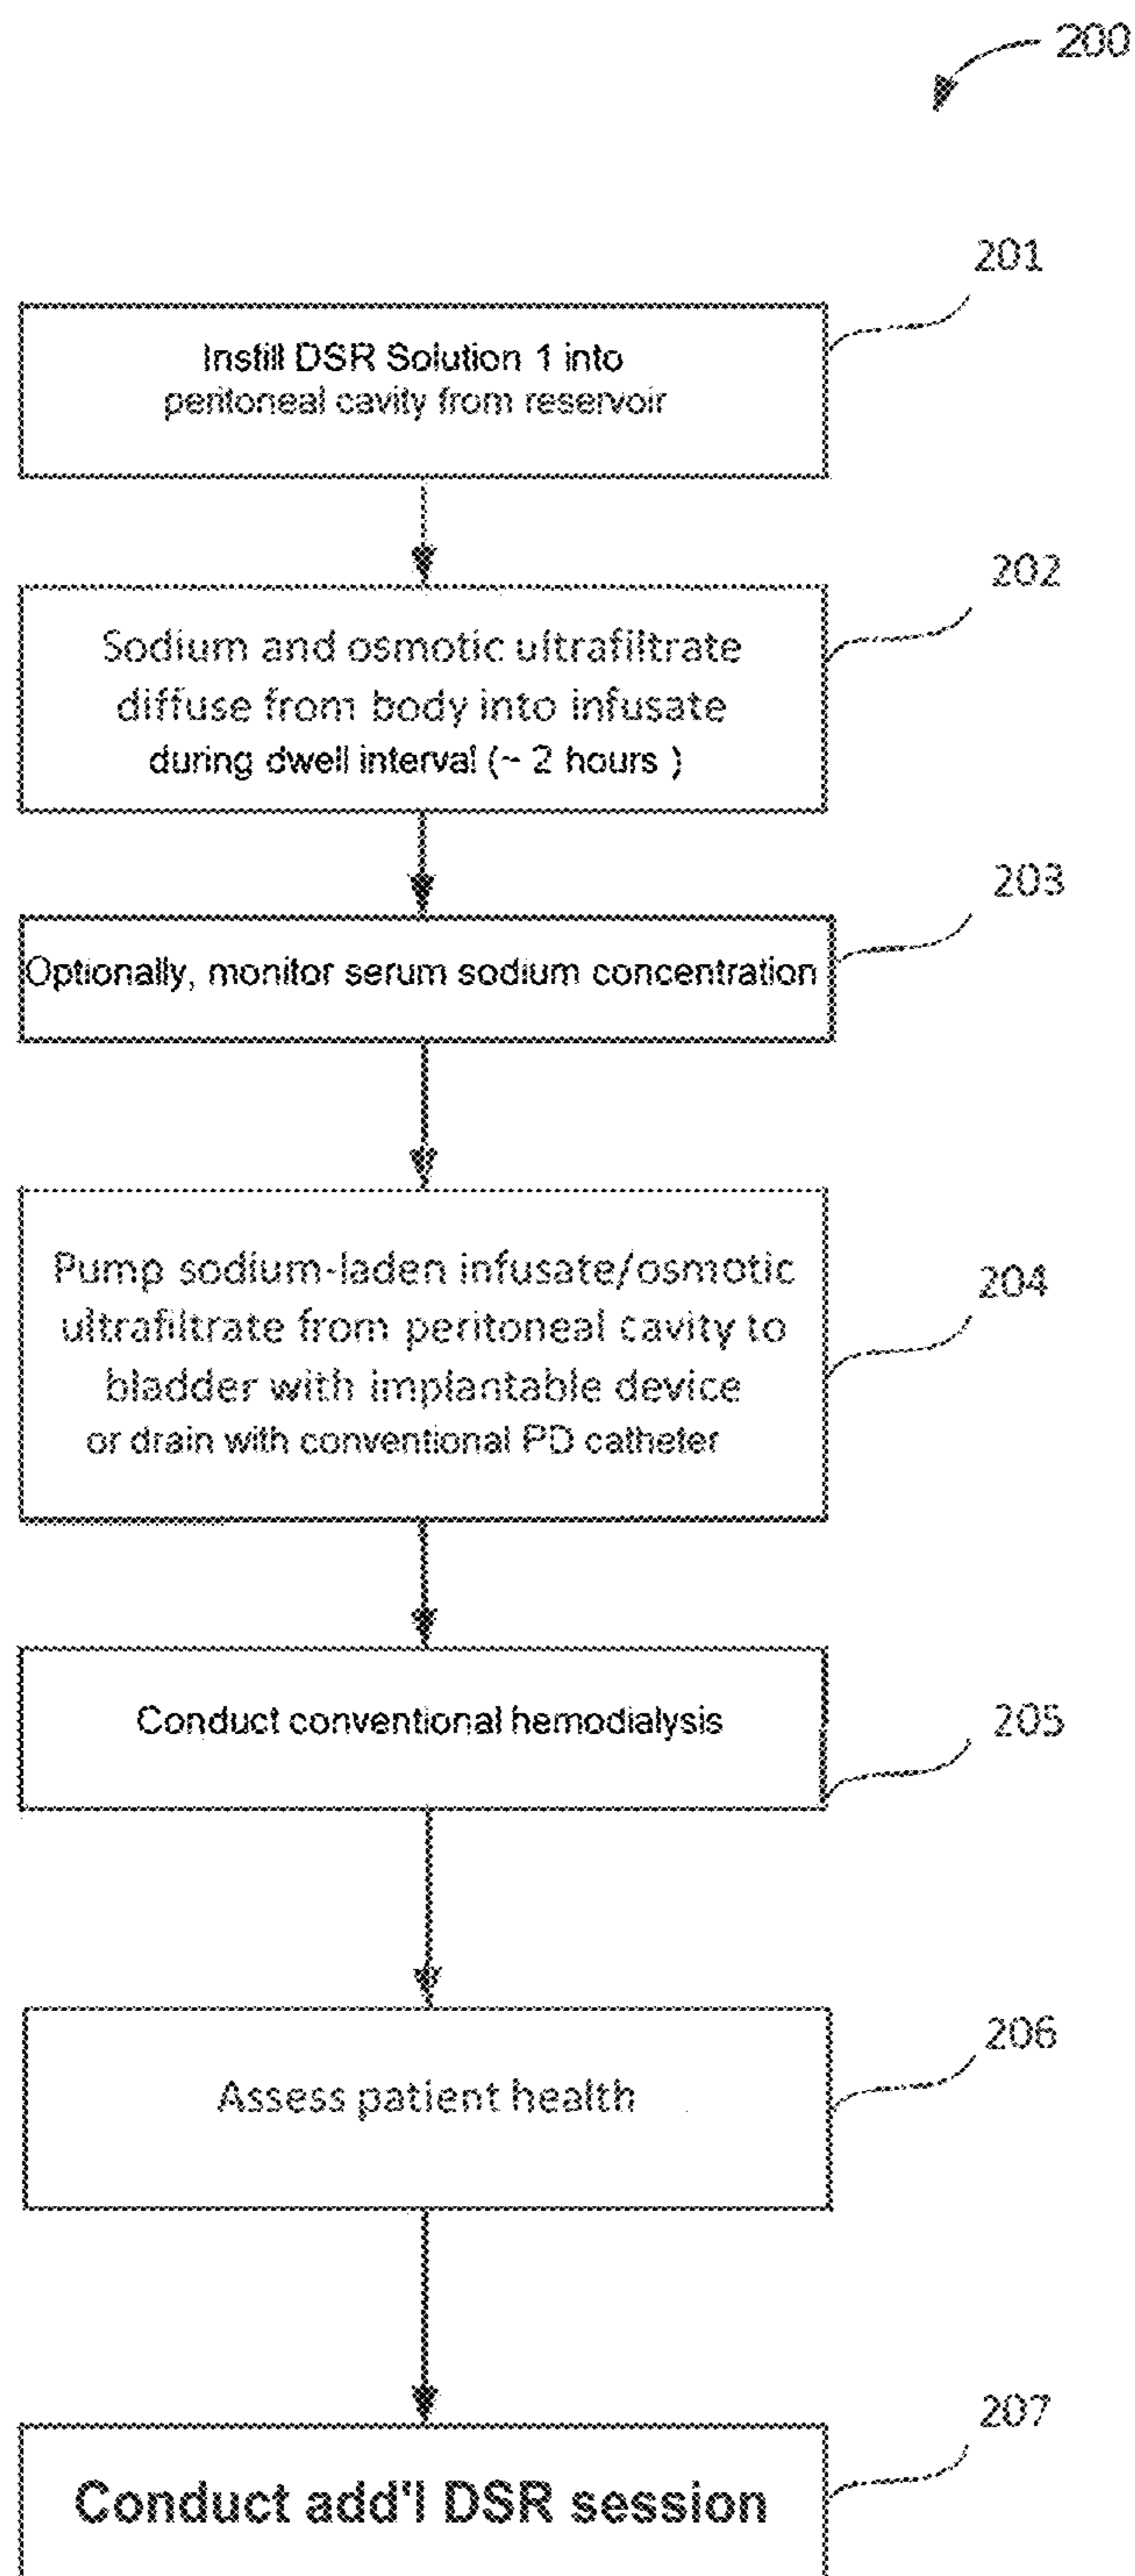 200
201
Instill DSR Solution 1 into
peritoneal cavity from reservoir
202
Sodium and osmotic ultrafiltrate
diffuse from body into infusate
during dwell interval (~ 2 hours )
203
Optionally, monitor serum sodium concentration
204
Pump sodium-laden infusate/osmotic
ultrafiltrate from peritoneal cavity to
bladder with implantable device
or drain with conventional PD catheter
205
Conduct conventional hemodialysis
206
Assess patient health
207
Conduct add'l DSR session